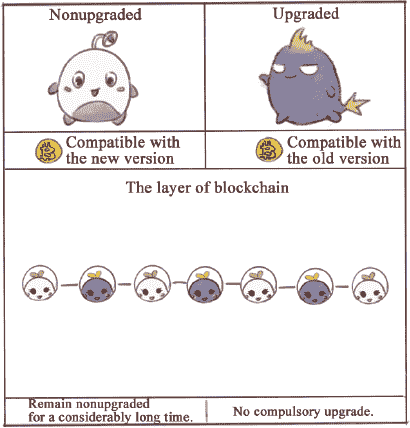 Nonupgraded
Upgraded
Compatible with
the new version
Compatible with
the old version
The layer of blockchain
Remain nonupgraded
for a considerably long time.
No compulsory upgrade.